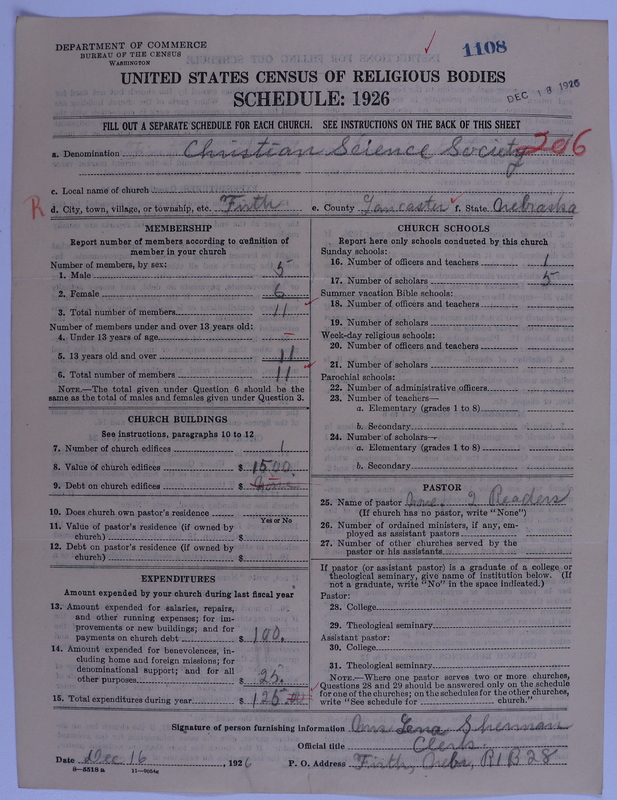 DEPARTMENT OF COMMERCE
BUREAU OF THE CENSUS
WASHINGTON
1108
DEC 18 1926
UNITED STATES CENSUS OF RELIGIOUS BODIES
SCHEDULE: 1926
FILL OUT A SEPARATE SCHEDULE FOR EACH CHURCH. SEE INSTRUCTIONS ON THE BACK OF THIS SHEET
206
a. Denomination Christian Science Society
c. Local name of church
R d. City, town, village, or township, etc. Firth e. County Lancaster f. State Nebraska
MEMBERSHIP
Report number of members according to definition of member in your church
Number of members, by sex:
1. Male 5
2. Female 6
3. Total number of members 11
Number of members under and over 13 years old:
4. Under 13 years of age —
5. 13 years old and over 11
6. Total number of members 11
NOTE.—The total given under Question 6 should be the
same as the total of males and females given under Question 3.
CHURCH BUILDINGS
See instructions, paragraphs 10 to 12
7. Number of church edifices 1
8. Value of church edifices $ 1500.
9. Debt on church edifices $ None
10. Does church own pastor's residence
Yes or No
11. Value of pastor's residence (if owned by
church) $
12. Debt on pastor's residence (if owned by
church) $
EXPENDITURES
Amount expended by your church during last fiscal year
13. Amount expended for salaries, repairs,
and other running expenses; for im-
provements or new buildings; and for
payments on church debt $ 100.
14. Amount expended for benevolences, in-
cluding home and foreign missions; for
denominational support; and for all
other purposes $ 25.
15. Total expenditures during year $ 125.00
CHURCH SCHOOLS
Report here only schools conducted by this church
Sunday schools:
16. Number of officers and teachers 1
17. Number of scholars 5
Summer vacation Bible schools:
18. Number of officers and teachers
19. Number of scholars
Week-day religious schools:
20. Number of officers and teachers
21. Number of scholars
Parochial schools:
22. Number of administrative officers
23. Number of teachers—
a. Elementary (grades 1 to 8)
b. Secondary
24. Number of scholars—
a. Elementary (grades 1 to 8)
b. Secondary
PASTOR
25. Name of pastor None. 2 Readers
(If church has no pastor, write "None")
26. Number of ordained ministers, if any, em-
ployed as assistant pastors
27. Number of other churches served by the
pastor or his assistants
If pastor (or assistant pastor) is a graduate of a college or
theological seminary, give name of institution below. (If
not a graduate, write "No" in the space indicated.)
Pastor:
28. College
29. Theological seminary
Assistant pastor:
30. College
31. Theological seminary
NOTE.—Where one pastor serves two or more churches,
Questions 28 and 29 should be answered only on the schedule
for one of the churches; on the schedules for the other churches,
write "See schedule for church."
Signature of person furnishing information Mrs Lena Sherman
Official title Clerk
Date Dec 16, 1926 P. O. Address Firth, Nebr, R1 B28
8—5518 a 11—9054a